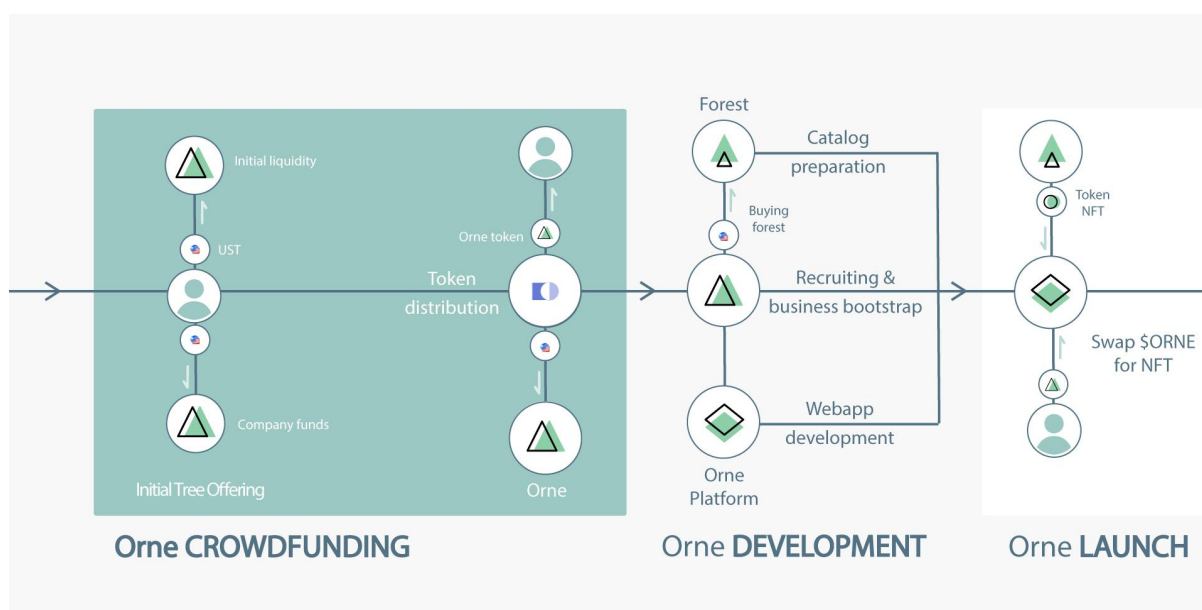 Initial liquidity
UST
Company funds
Initial Tree Offering
Orne token
Token
distribution
Orne
Orne CROWDFUNDING
Forest
Catalog
preparation
Buying
forest
Recruiting &
business bootstrap
Webapp
development
Orne
Platform
Orne DEVELOPMENT
Token
NFT
Swap $ORNE
for NFT
Orne LAUNCH